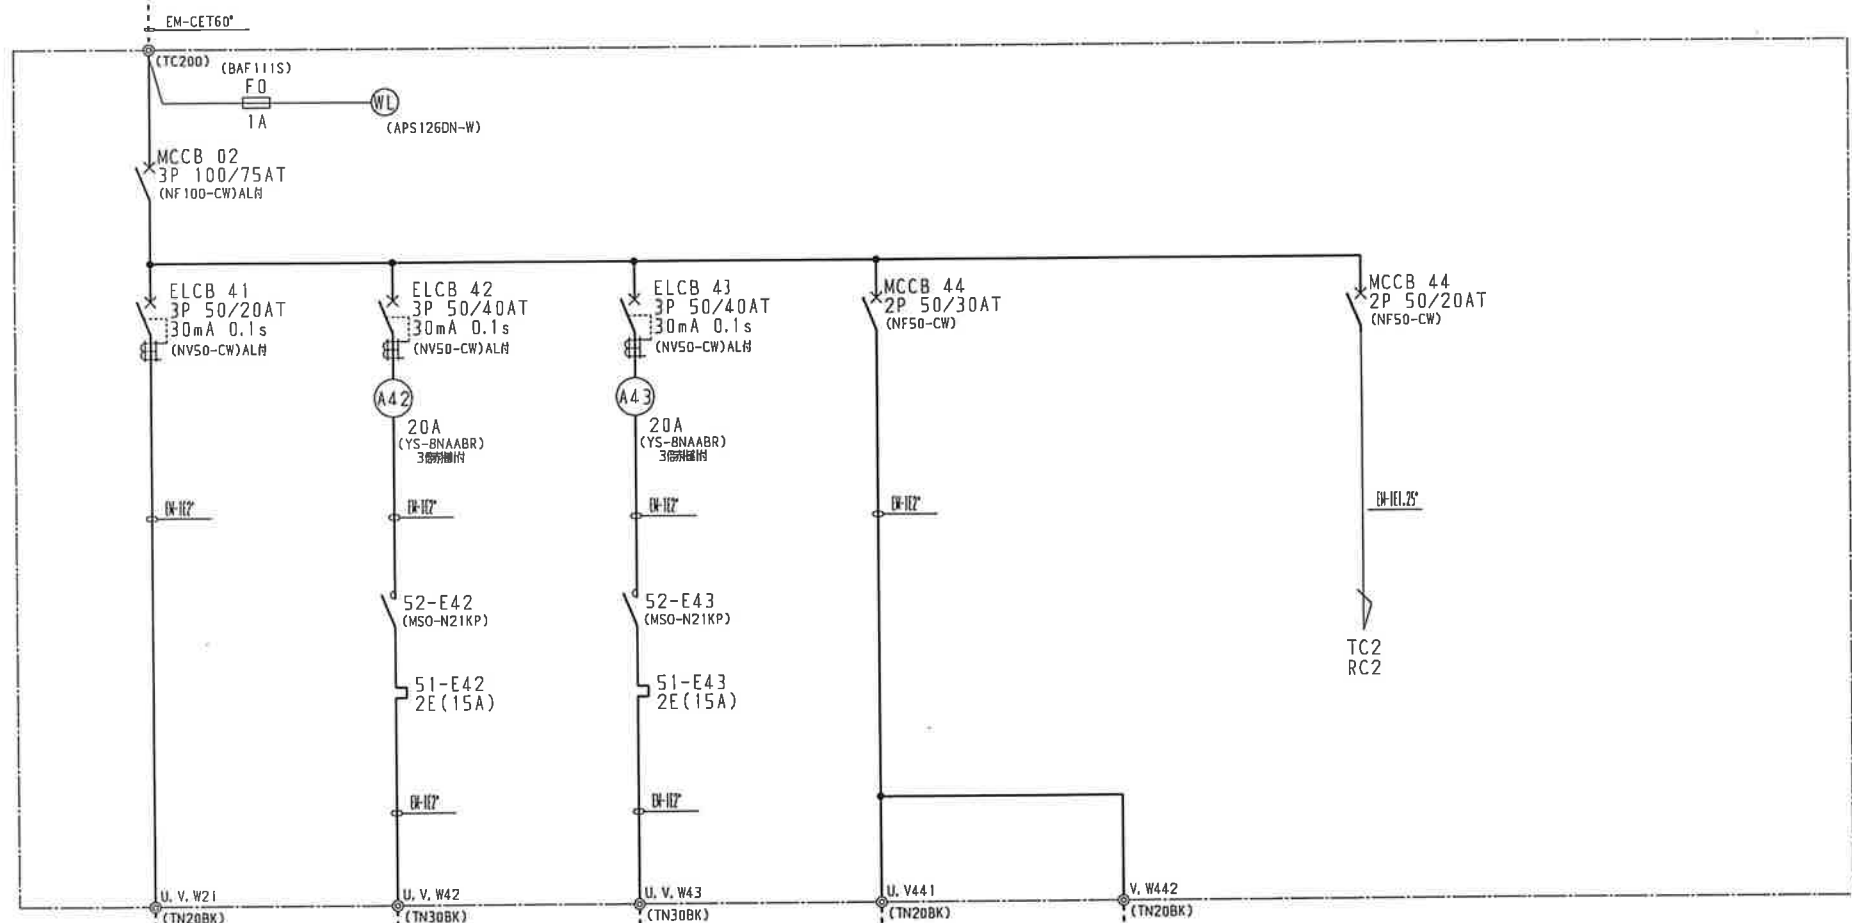 EM-CET60°
(TC200)
(BAF111S)
F0
1A
WL
(APS126DN-W)
MCCB 02
3P 100/75AT
(NF100-CW)AL付
ELCB 41
3P 50/20AT
30mA 0.1s
(NV50-CW)AL付
ELCB 42
3P 50/40AT
30mA 0.1s
(NV50-CW)AL付
ELCB 43
3P 50/40AT
30mA 0.1s
(NV50-CW)AL付
MCCB 44
2P 50/30AT
(NF50-CW)
MCCB 44
2P 50/20AT
(NF50-CW)
A42
20A
(YS-8NAABR)
A43
20A
(YS-8NAABR)
EM-IE2°
EM-IE2°
EM-IE2°
EM-IE2°
EM-IE1.25°
52-E42
(MSO-N21KP)
52-E43
(MSO-N21KP)
TC2
RC2
51-E42
2E(15A)
51-E43
2E(15A)
EM-IE2°
EM-IE2°
U, V, W21
(TN20BK)
U, V, W42
(TN30BK)
U, V, W43
(TN30BK)
U, V441
(TN20BK)
V, W442
(TN20BK)